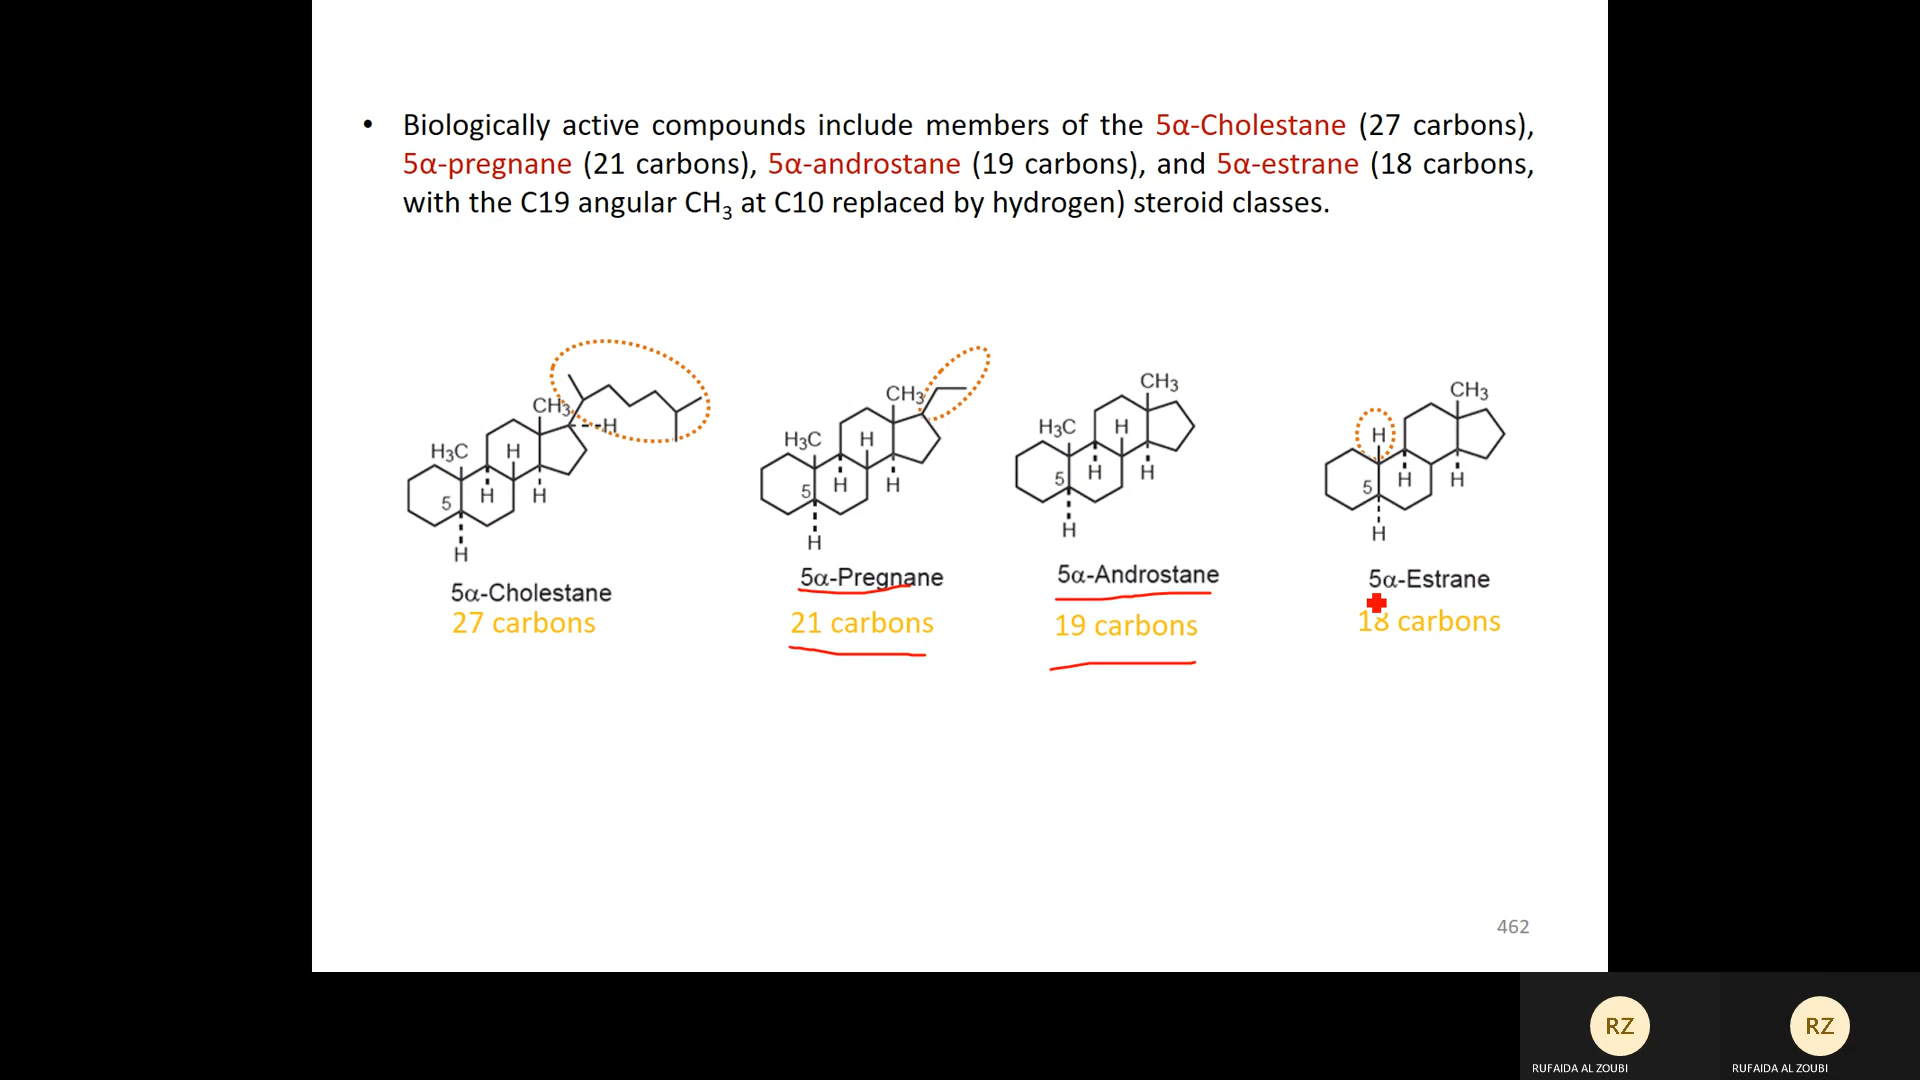 • Biologically active compounds include members of the 5α-Cholestane (27 carbons),
5α-pregnane (21 carbons), 5α-androstane (19 carbons), and 5α-estrane (18 carbons,
with the C19 angular CH₃ at C10 replaced by hydrogen) steroid classes.
CH₃
H
H₃C
H
H
H
5
H
5α-Cholestane
27 carbons
CH₃
H₃C
H
H
H
5
H
5α-Pregnane
21 carbons
CH₃
H₃C
H
H
H
5
H
5α-Androstane
19 carbons
CH₃
H
H
H
5
H
5α-Estrane
18 carbons
462
RZ
RUFAIDA AL ZOUBI
RZ
RUFAIDA AL ZOUBI